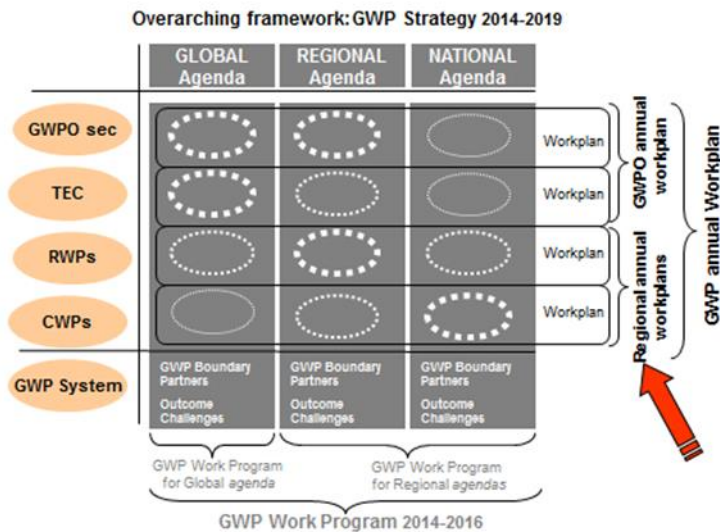 Overarching framework: GWP Strategy 2014-2019
GLOBAL
Agenda
REGIONAL
Agenda
NATIONAL
Agenda
GWPO sec
Workplan
TEC
Workplan
RWPs
Workplan
CWPs
Workplan
GWPO annual
workplan
Regional annual
workplans
GWP annual Workplan
GWP System
GWP Boundary
Partners
Outcome
Challenges
GWP Boundary
Partners
Outcome
Challenges
GWP Boundary
Partners
Outcome
Challenges
GWP Work Program
for Global agenda
GWP Work Program
for Regional agendas
GWP Work Program 2014-2016